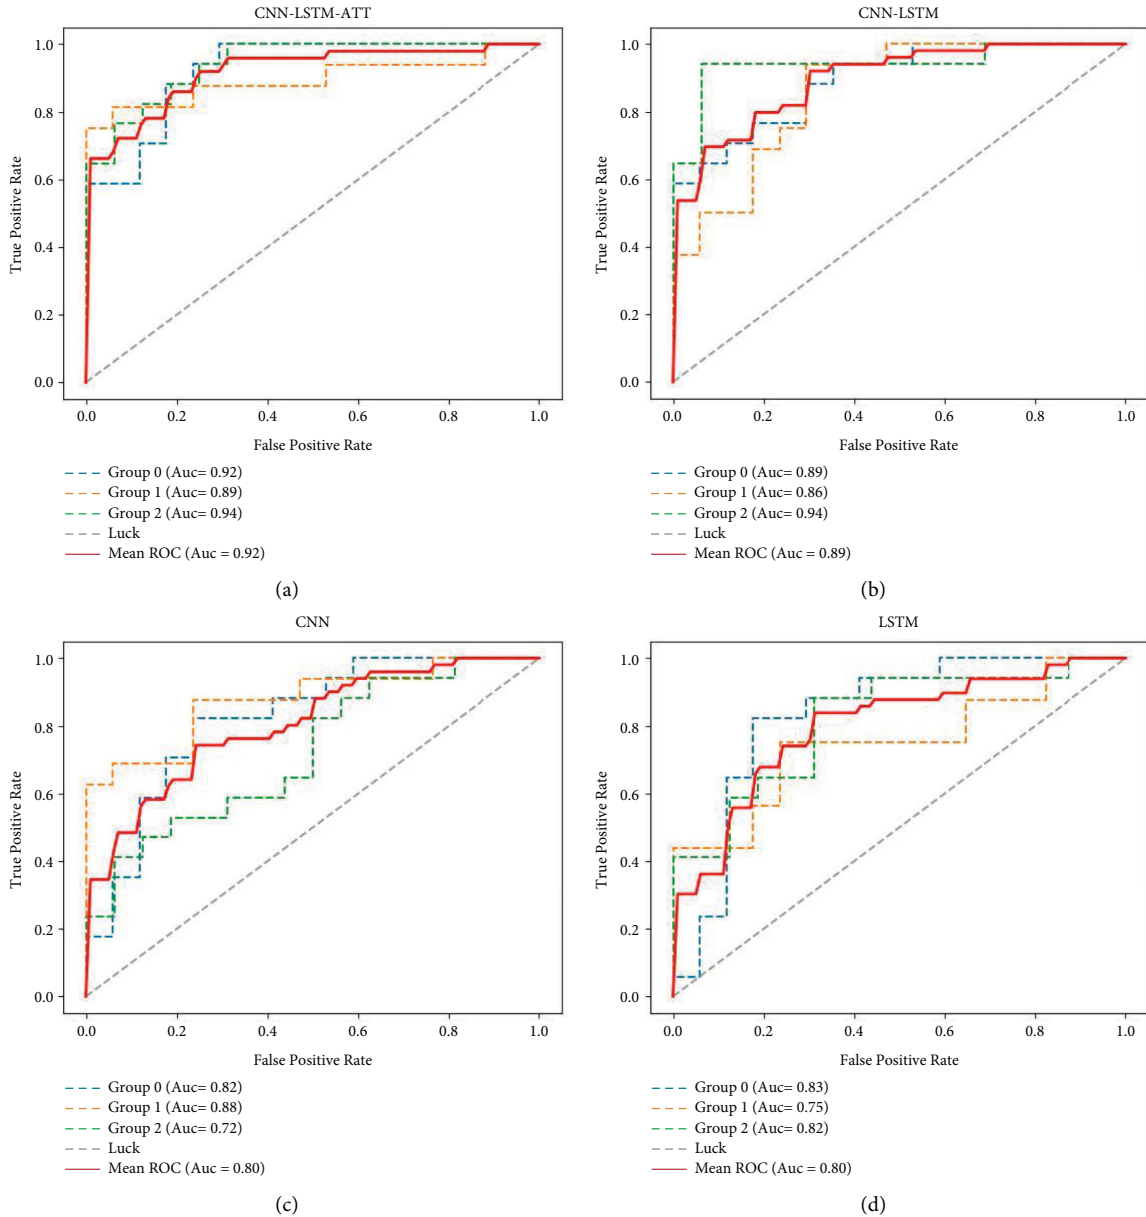 CNN-LSTM-ATT
1.0
0.8
0.6
0.4
0.2
0.0
True Positive Rate
0.0 0.2 0.4 0.6 0.8 1.0
False Positive Rate
Group 0 (Auc= 0.92)
Group 1 (Auc= 0.89)
Group 2 (Auc= 0.94)
Luck
Mean ROC (Auc = 0.92)
(a)
CNN-LSTM
1.0
0.8
0.6
0.4
0.2
0.0
True Positive Rate
0.0 0.2 0.4 0.6 0.8 1.0
False Positive Rate
Group 0 (Auc= 0.89)
Group 1 (Auc= 0.86)
Group 2 (Auc= 0.94)
Luck
Mean ROC (Auc = 0.89)
(b)
CNN
1.0
0.8
0.6
0.4
0.2
0.0
True Positive Rate
0.0 0.2 0.4 0.6 0.8 1.0
False Positive Rate
Group 0 (Auc= 0.82)
Group 1 (Auc= 0.88)
Group 2 (Auc= 0.72)
Luck
Mean ROC (Auc = 0.80)
(c)
LSTM
1.0
0.8
0.6
0.4
0.2
0.0
True Positive Rate
0.0 0.2 0.4 0.6 0.8 1.0
False Positive Rate
Group 0 (Auc= 0.83)
Group 1 (Auc= 0.75)
Group 2 (Auc= 0.82)
Luck
Mean ROC (Auc = 0.80)
(d)